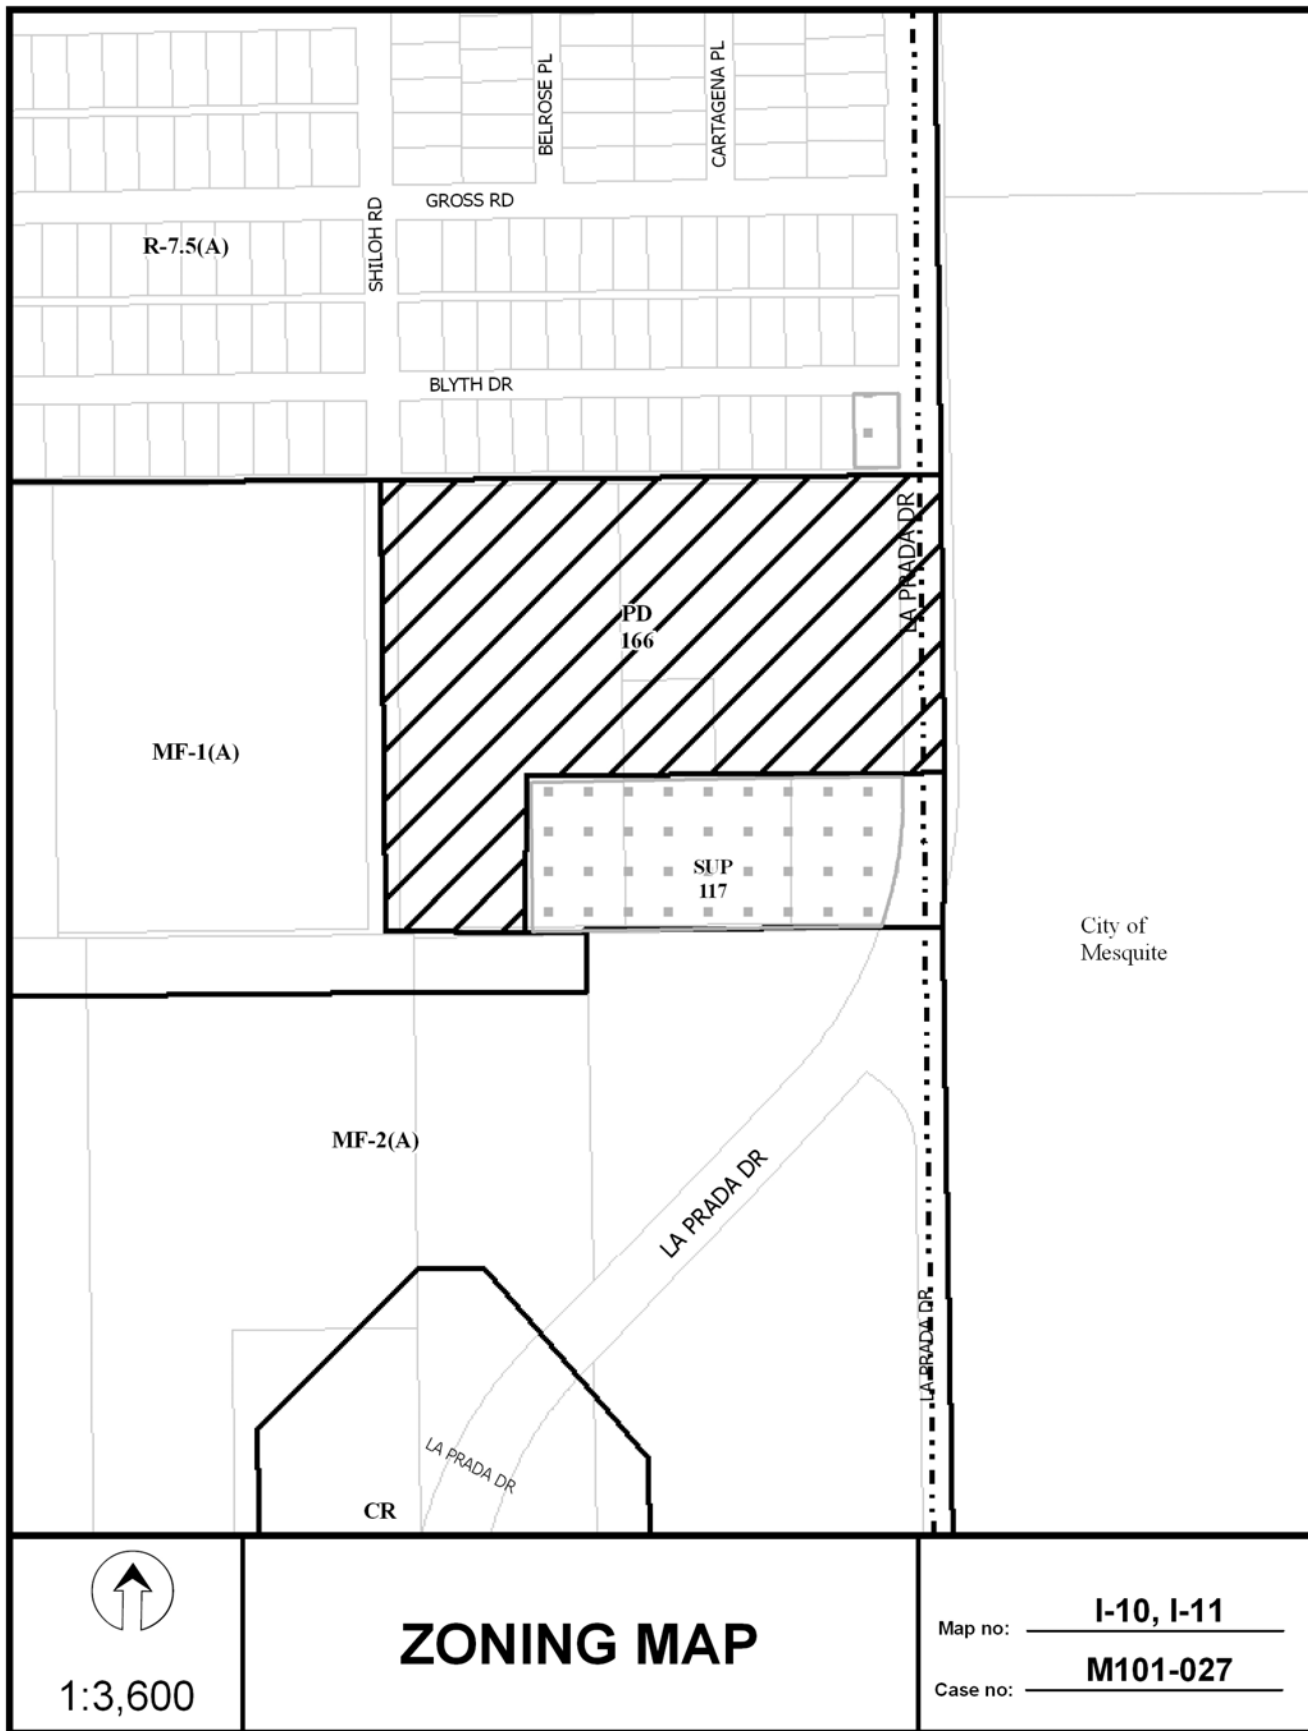 BELROSE PL
CARTAGENA PL
GROSS RD
SHILOH RD
R-7.5(A)
BLYTH DR
LA PRADA DR
PD
166
MF-1(A)
SUP
117
City of
Mesquite
MF-2(A)
LA PRADA DR
LA PRADA DR
LA PRADA DR
CR
1:3,600
ZONING MAP
Map no: I-10, I-11
Case no: M101-027